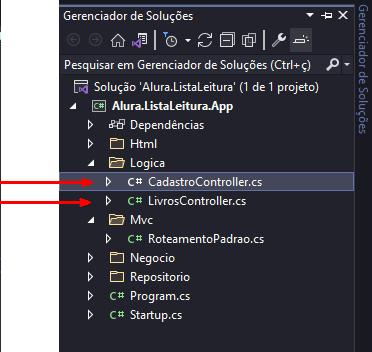 Gerenciador de Soluções
Pesquisar em Gerenciador de Soluções (Ctrl+ç)
Solução 'Alura.ListaLeitura' (1 de 1 projeto)
C# Alura.ListaLeitura.App
Dependências
Html
Logica
C# CadastroController.cs
C# LivrosController.cs
Mvc
C# RoteamentoPadrao.cs
Negocio
Repositorio
C# Program.cs
C# Startup.cs
Gerenciador de Soluções